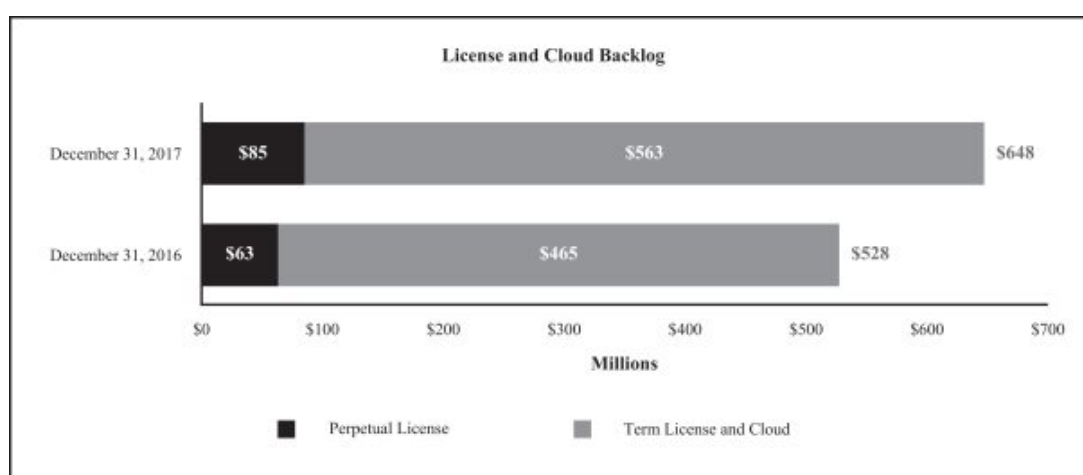 License and Cloud Backlog
December 31, 2017 $85 $563 $648
December 31, 2016 $63 $465 $528
$0 $100 $200 $300 $400 $500 $600 $700
Millions
Perpetual License Term License and Cloud